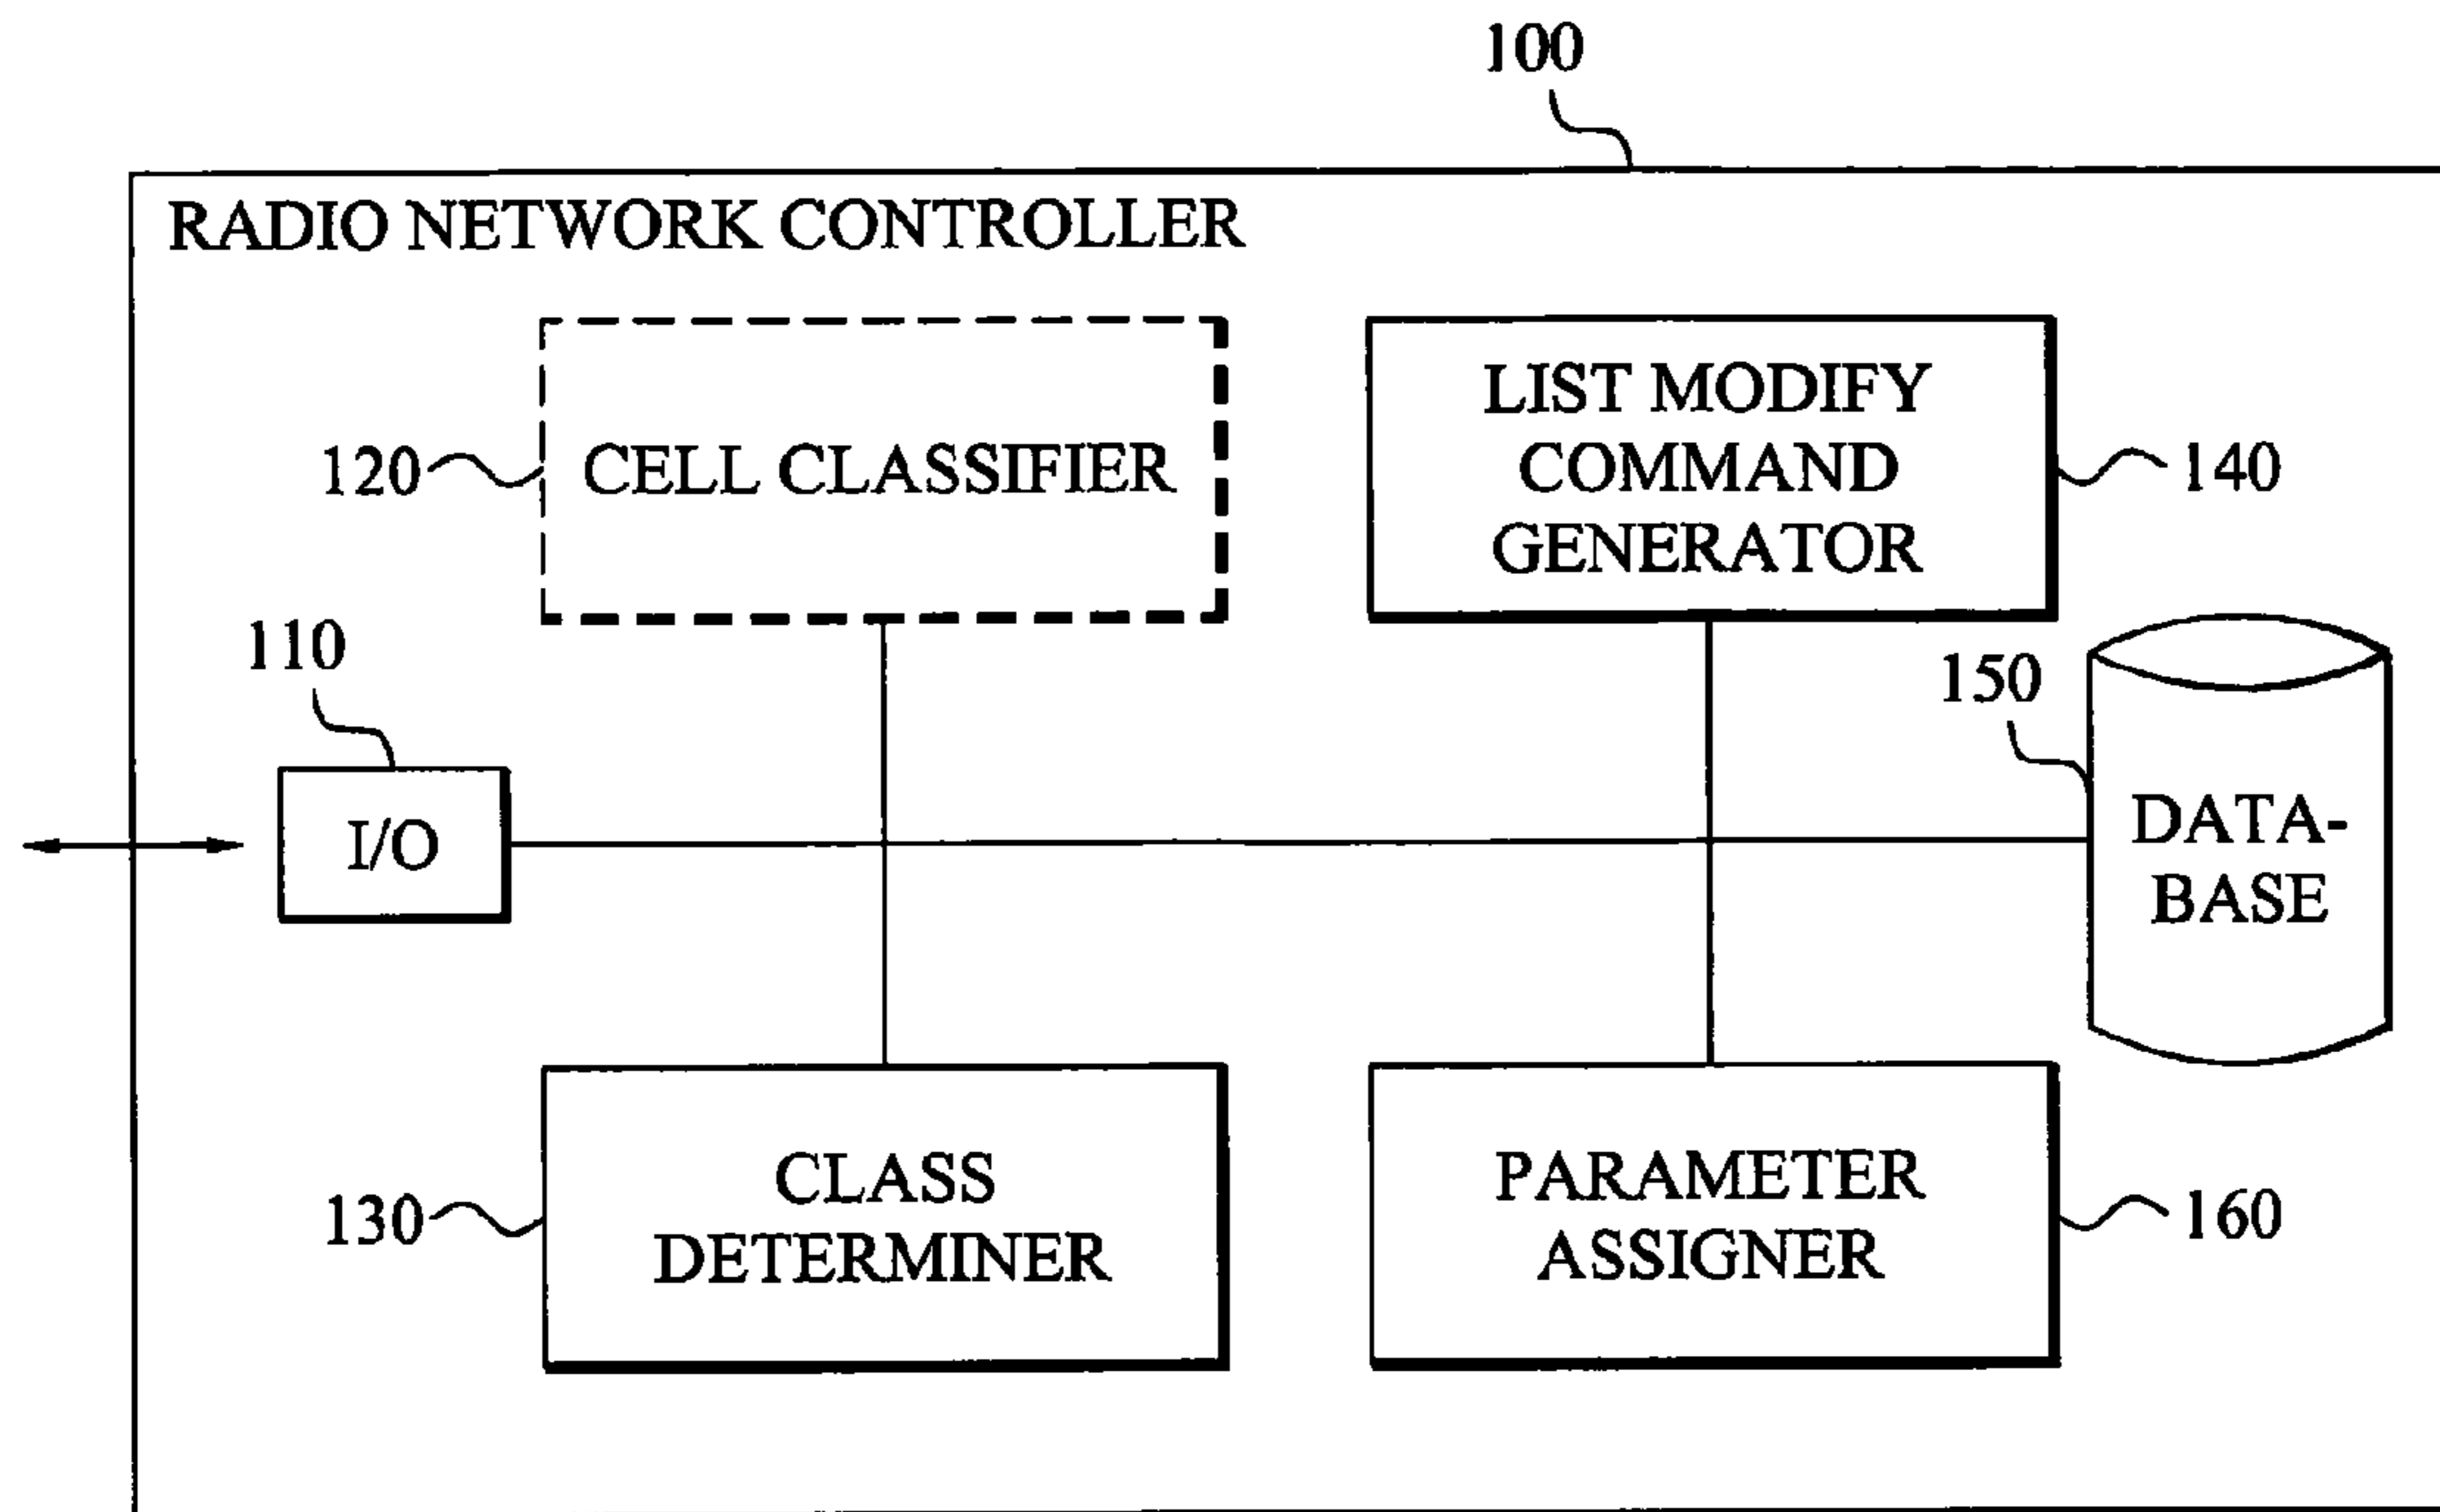 100
RADIO NETWORK CONTROLLER
120
CELL CLASSIFIER
LIST MODIFY
COMMAND
GENERATOR
140
110
I/O
150
DATA-
BASE
130
CLASS
DETERMINER
PARAMETER
ASSIGNER
160